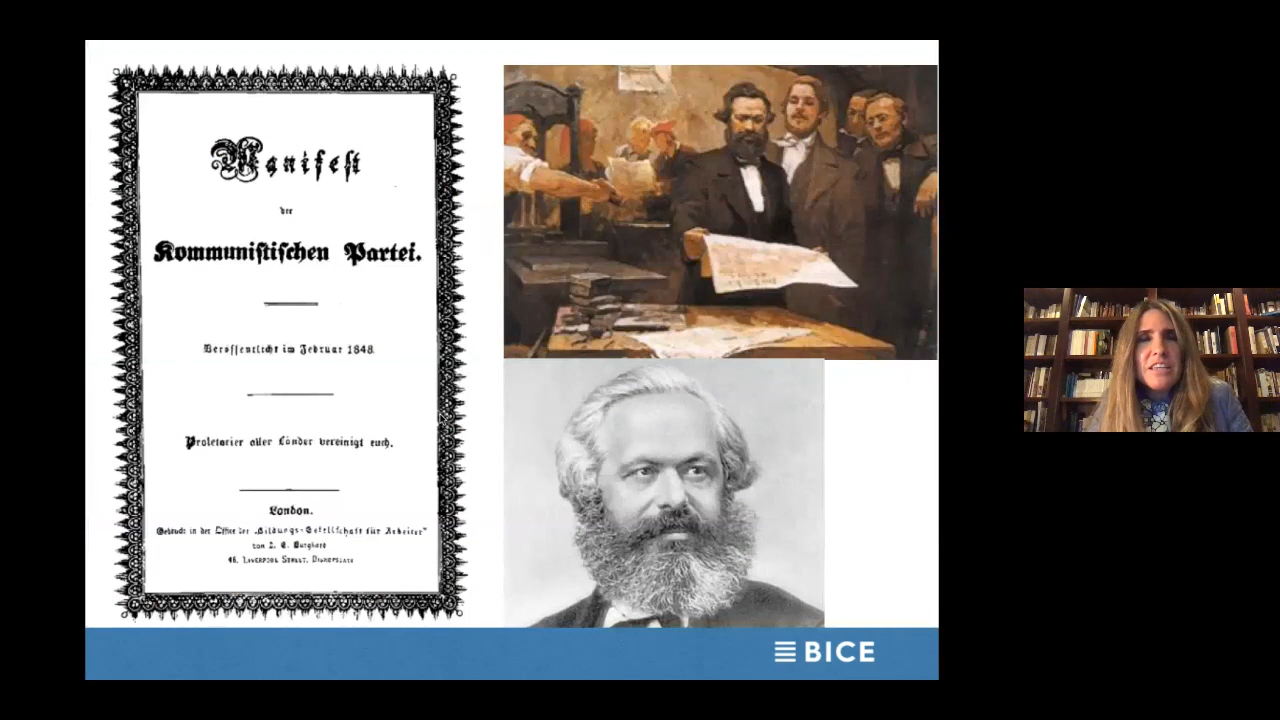 Manifest
der
Kommunistischen Partei.
Veröffentlicht im Februar 1848.
Proletarier aller Länder vereinigt euch.
London.
Gedruckt in der Office der „Bildungs-Gesellschaft für Arbeiter"
von J. E. Burghard
46, LIVERPOOL STREET, BISHOPSGATE
BICE